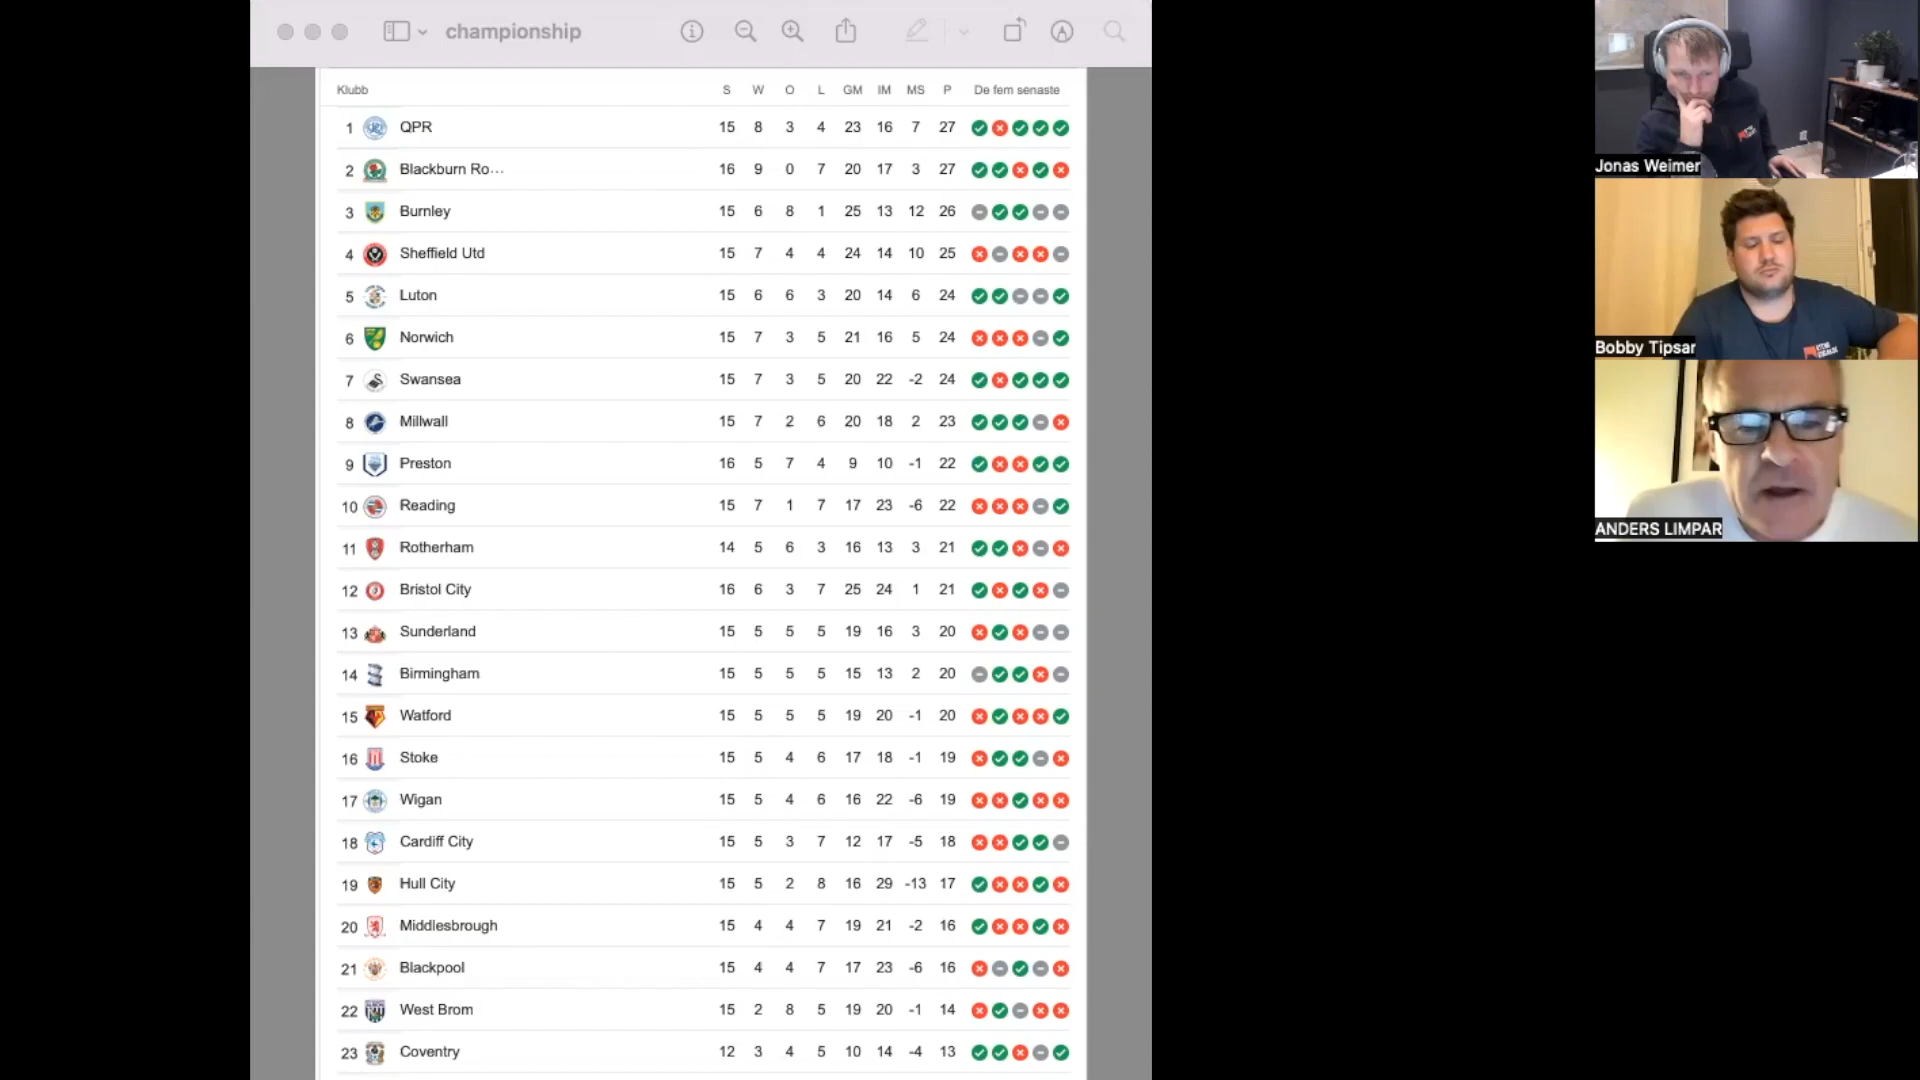 championship
Klubb S W O L GM IM MS P De fem senaste
1 QPR 15 8 3 4 23 16 7 27
2 Blackburn Ro... 16 9 0 7 20 17 3 27
3 Burnley 15 6 8 1 25 13 12 26
4 Sheffield Utd 15 7 4 4 24 14 10 25
5 Luton 15 6 6 3 20 14 6 24
6 Norwich 15 7 3 5 21 16 5 24
7 Swansea 15 7 3 5 20 22 -2 24
8 Millwall 15 7 2 6 20 18 2 23
9 Preston 16 5 7 4 9 10 -1 22
10 Reading 15 7 1 7 17 23 -6 22
11 Rotherham 14 5 6 3 16 13 3 21
12 Bristol City 16 6 3 7 25 24 1 21
13 Sunderland 15 5 5 5 19 16 3 20
14 Birmingham 15 5 5 5 15 13 2 20
15 Watford 15 5 5 5 19 20 -1 20
16 Stoke 15 5 4 6 17 18 -1 19
17 Wigan 15 5 4 6 16 22 -6 19
18 Cardiff City 15 5 3 7 12 17 -5 18
19 Hull City 15 5 2 8 16 29 -13 17
20 Middlesbrough 15 4 4 7 19 21 -2 16
21 Blackpool 15 4 4 7 17 23 -6 16
22 West Brom 15 2 8 5 19 20 -1 14
23 Coventry 12 3 4 5 10 14 -4 13
Jonas Weimer
Bobby Tipsar
ANDERS LIMPAR